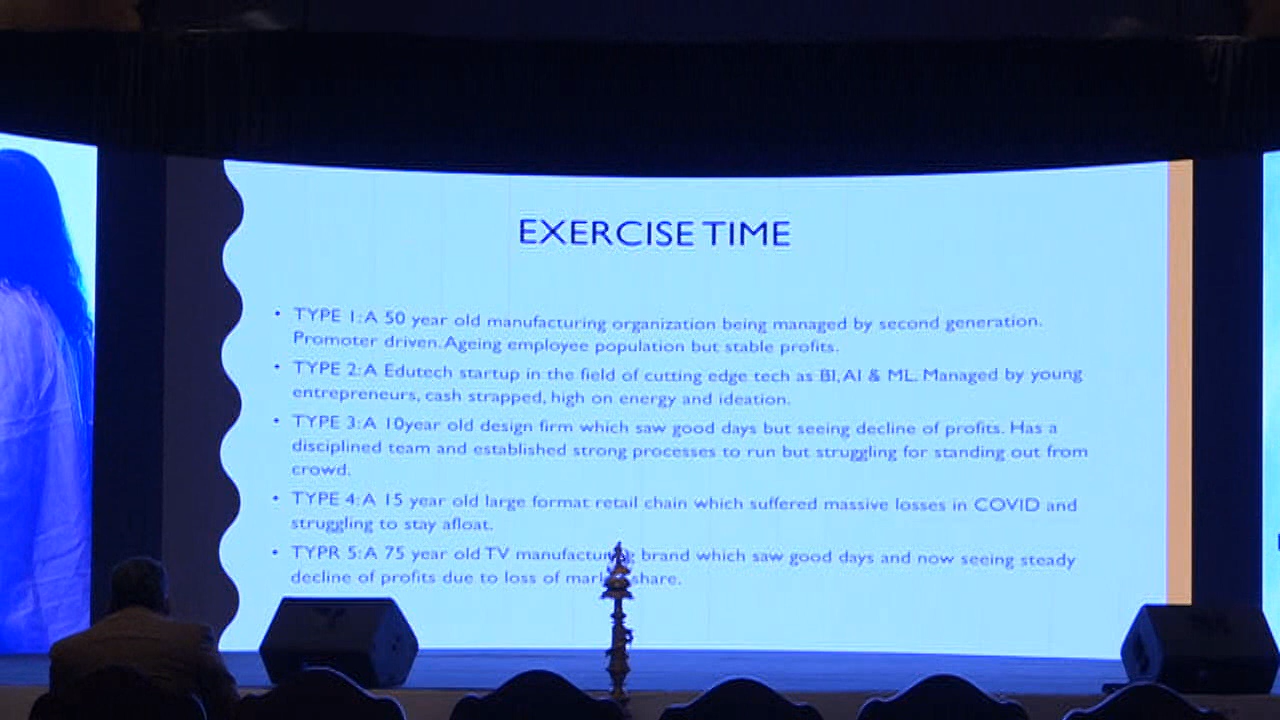 EXERCISE TIME
• TYPE 1: A 50 year old manufacturing organization being managed by second generation.
Promoter driven. Ageing employee population but stable profits.
• TYPE 2: A Edutech startup in the field of cutting edge tech as BI, AI & ML. Managed by young
entrepreneurs, cash strapped, high on energy and ideation.
• TYPE 3: A 10year old design firm which saw good days but seeing decline of profits. Has a
disciplined team and established strong processes to run but struggling for standing out from
crowd.
• TYPE 4: A 15 year old large format retail chain which suffered massive losses in COVID and
struggling to stay afloat.
• TYPR 5: A 75 year old TV manufacturing brand which saw good days and now seeing steady
decline of profits due to loss of market share.